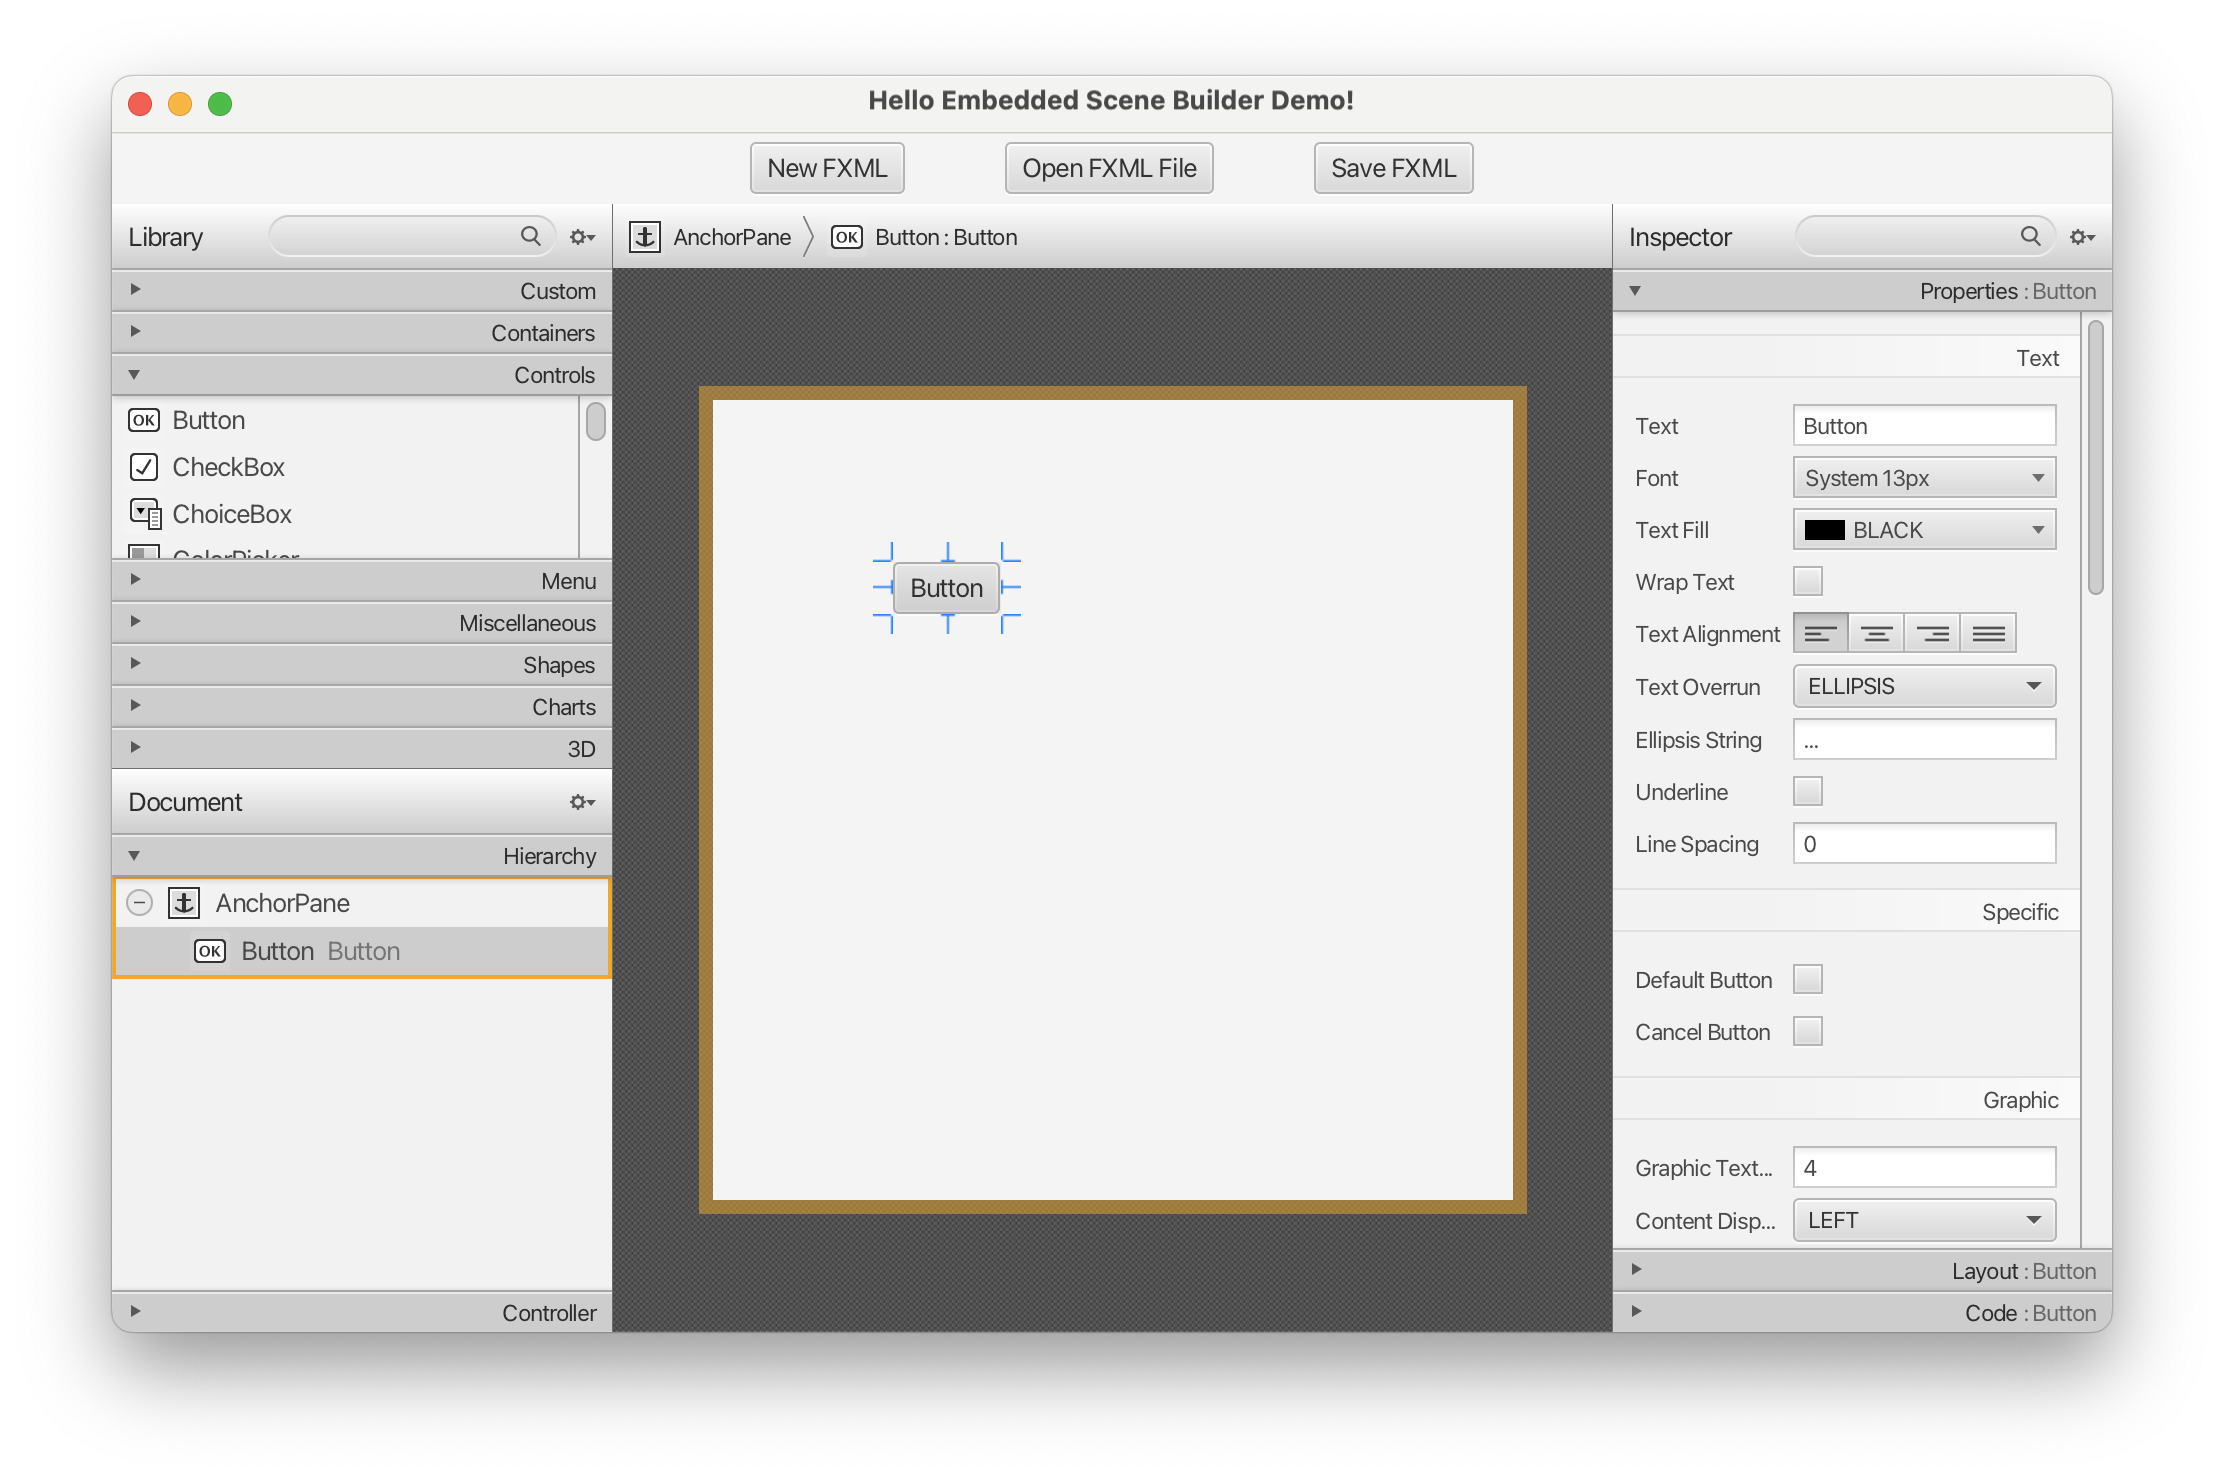 Hello Embedded Scene Builder Demo!
New FXML
Open FXML File
Save FXML
Library
Custom
Containers
Controls
OK Button
CheckBox
ChoiceBox
ColorPicker
Menu
Miscellaneous
Shapes
Charts
3D
Document
Hierarchy
AnchorPane
OK Button Button
Controller
AnchorPane OK Button : Button
Button
Inspector
Properties : Button
Text
Text Button
Font System 13px
Text Fill BLACK
Wrap Text
Text Alignment
Text Overrun ELLIPSIS
Ellipsis String ...
Underline
Line Spacing 0
Specific
Default Button
Cancel Button
Graphic
Graphic Text... 4
Content Disp... LEFT
Layout : Button
Code : Button